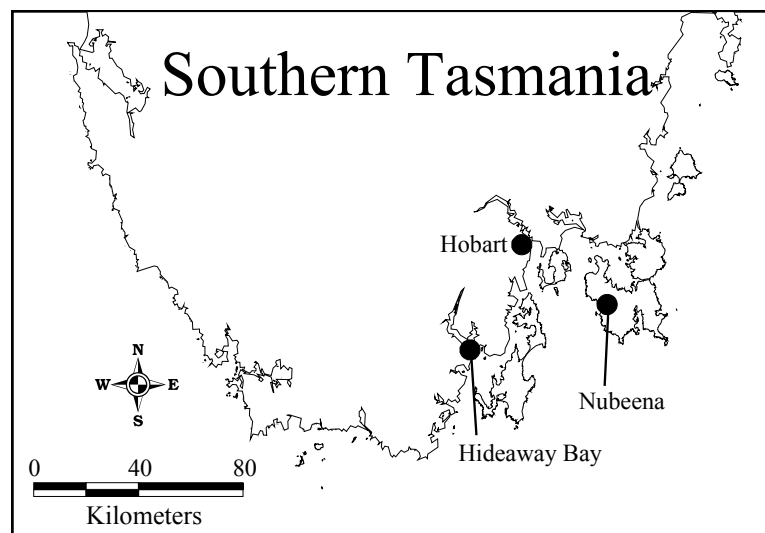 Southern Tasmania
Hobart
N
W E
S
Nubeena
Hideaway Bay
0 40 80
Kilometers